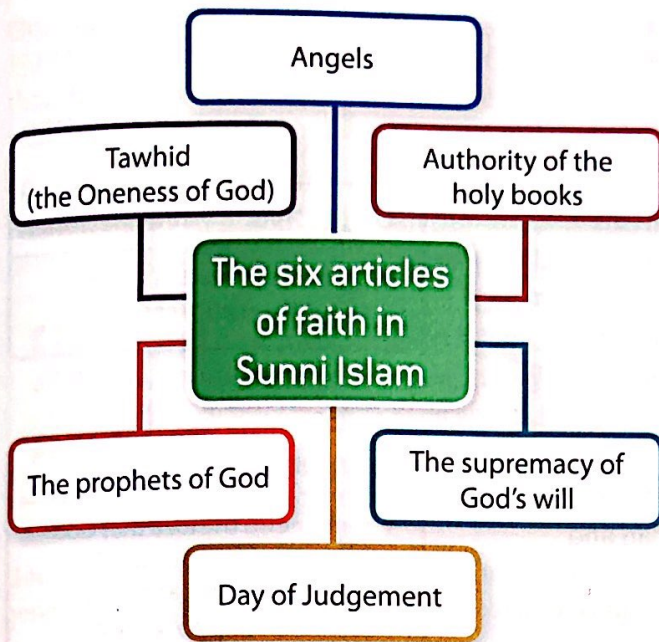 Angels
Tawhid
(the Oneness of God)
Authority of the
holy books
The six articles
of faith in
Sunni Islam
The prophets of God
The supremacy of
God's will
Day of Judgement